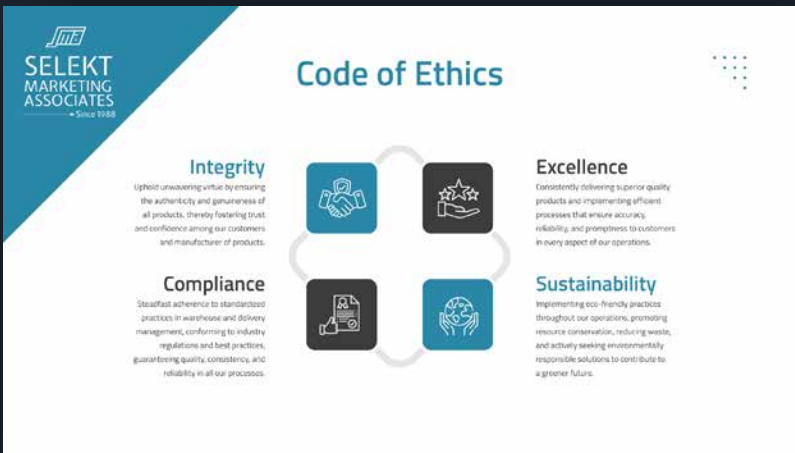 SELEKT
MARKETING
ASSOCIATES
Since 1988
Code of Ethics
Integrity
Uphold unwavering virtue by ensuring
the authenticity and genuineness of
all products, thereby fostering trust
and confidence among our customers
and manufacturer of products.
Excellence
Consistently delivering superior quality
products and implementing efficient
processes that ensure accuracy,
reliability, and promptness to customers
in every aspect of our operations.
Compliance
Steadfast adherence to standardized
practices in warehouse and delivery
management, conforming to industry
regulations and best practices,
guaranteeing quality, consistency, and
reliability in all our processes.
Sustainability
Implementing eco-friendly practices
throughout our operations, promoting
resource conservation, reducing waste,
and actively seeking environmentally
responsible solutions to contribute to
a greener future.